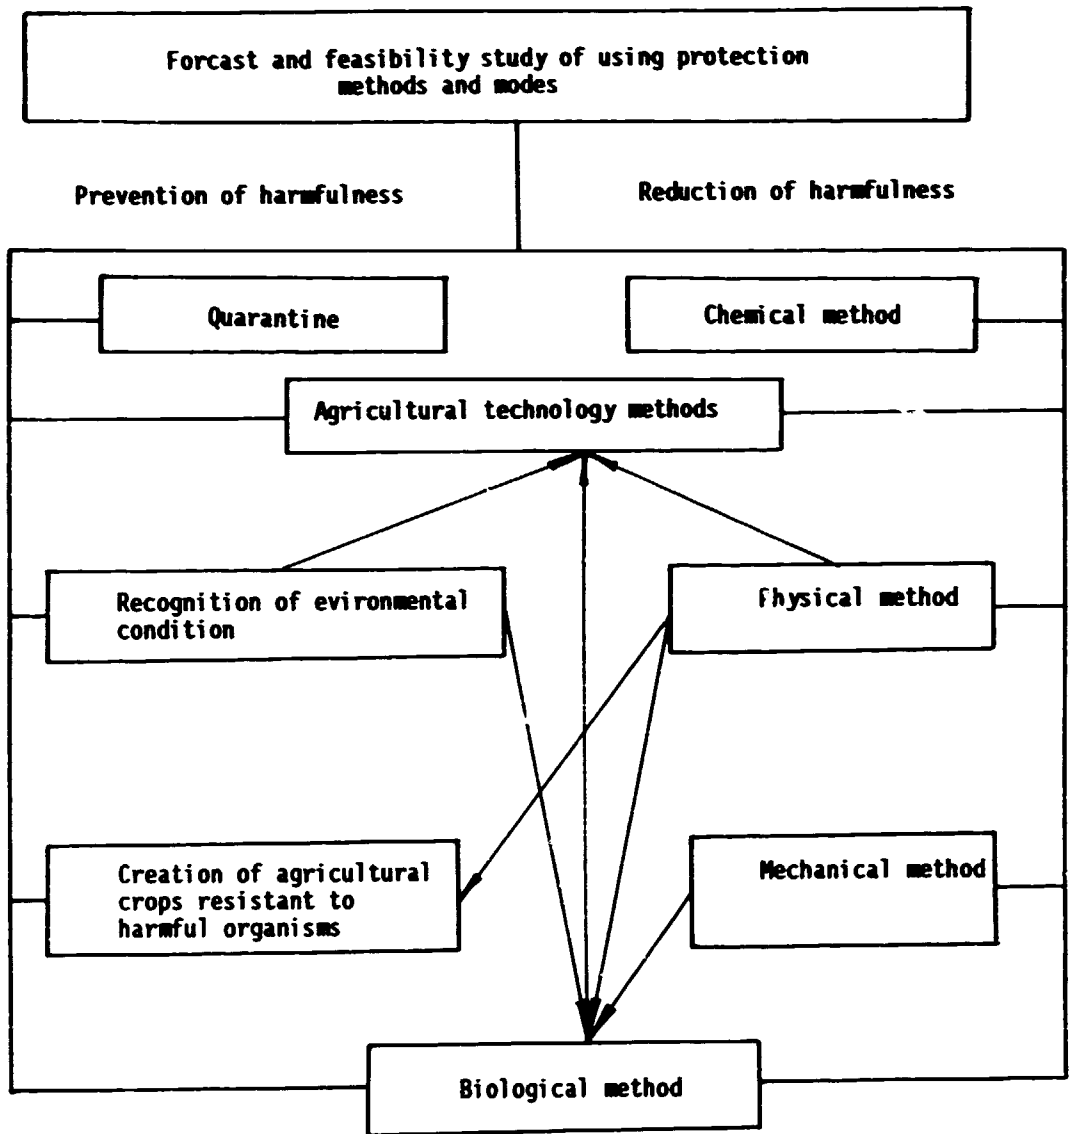 Forcast and feasibility study of using protection
methods and modes
Prevention of harmfulness
Reduction of harmfulness
Quarantine
Chemical method
Agricultural technology methods
Recognition of evironmental
condition
Fhysical method
Creation of agricultural
crops resistant to
harmful organisms
Mechanical method
Biological method